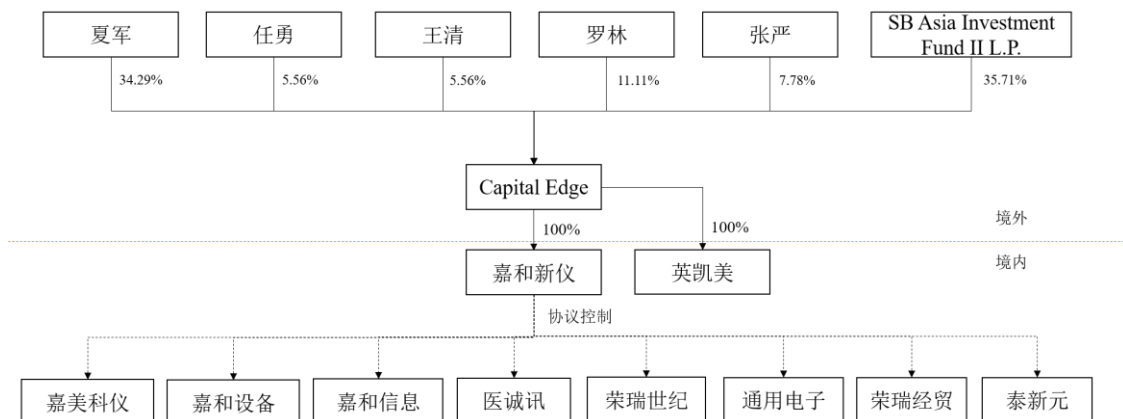 夏军
任勇
王清
罗林
张严
SB Asia Investment
Fund II L.P.
34.29%
5.56%
5.56%
11.11%
7.78%
35.71%
Capital Edge
100%
100%
境外
境内
嘉和新仪
英凯美
协议控制
嘉美科仪
嘉和设备
嘉和信息
医诚讯
荣瑞世纪
通用电子
荣瑞经贸
泰新元